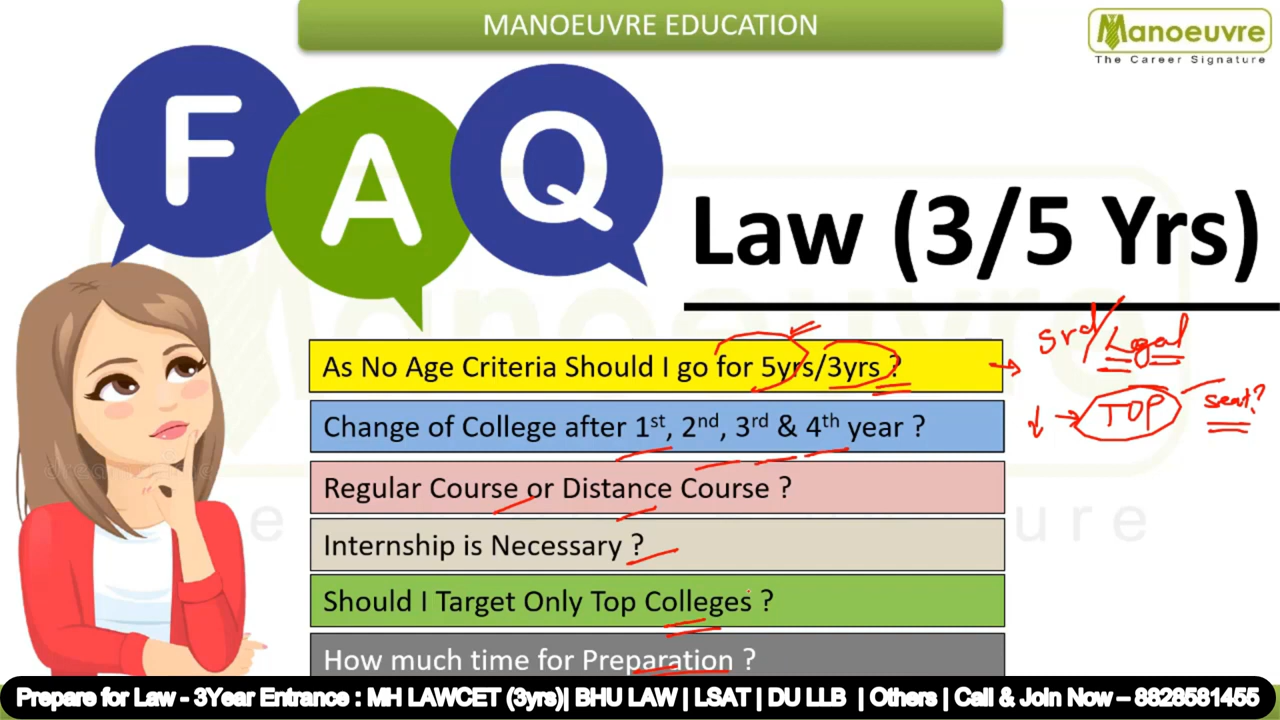 MANOEUVRE EDUCATION
Manoeuvre
The Career Signature
FAQ
Law (3/5 Yrs)
As No Age Criteria Should I go for 5yrs/3yrs ?
Legal
Change of College after 1st, 2nd, 3rd & 4th year ?
TOP
seat?
Regular Course or Distance Course ?
Internship is Necessary ?
Should I Target Only Top Colleges ?
How much time for Preparation ?
Prepare for Law - 3Year Entrance : MH LAWCET (3yrs)| BHU LAW | LSAT | DU LLB | Others | Call & Join Now – 8828581455